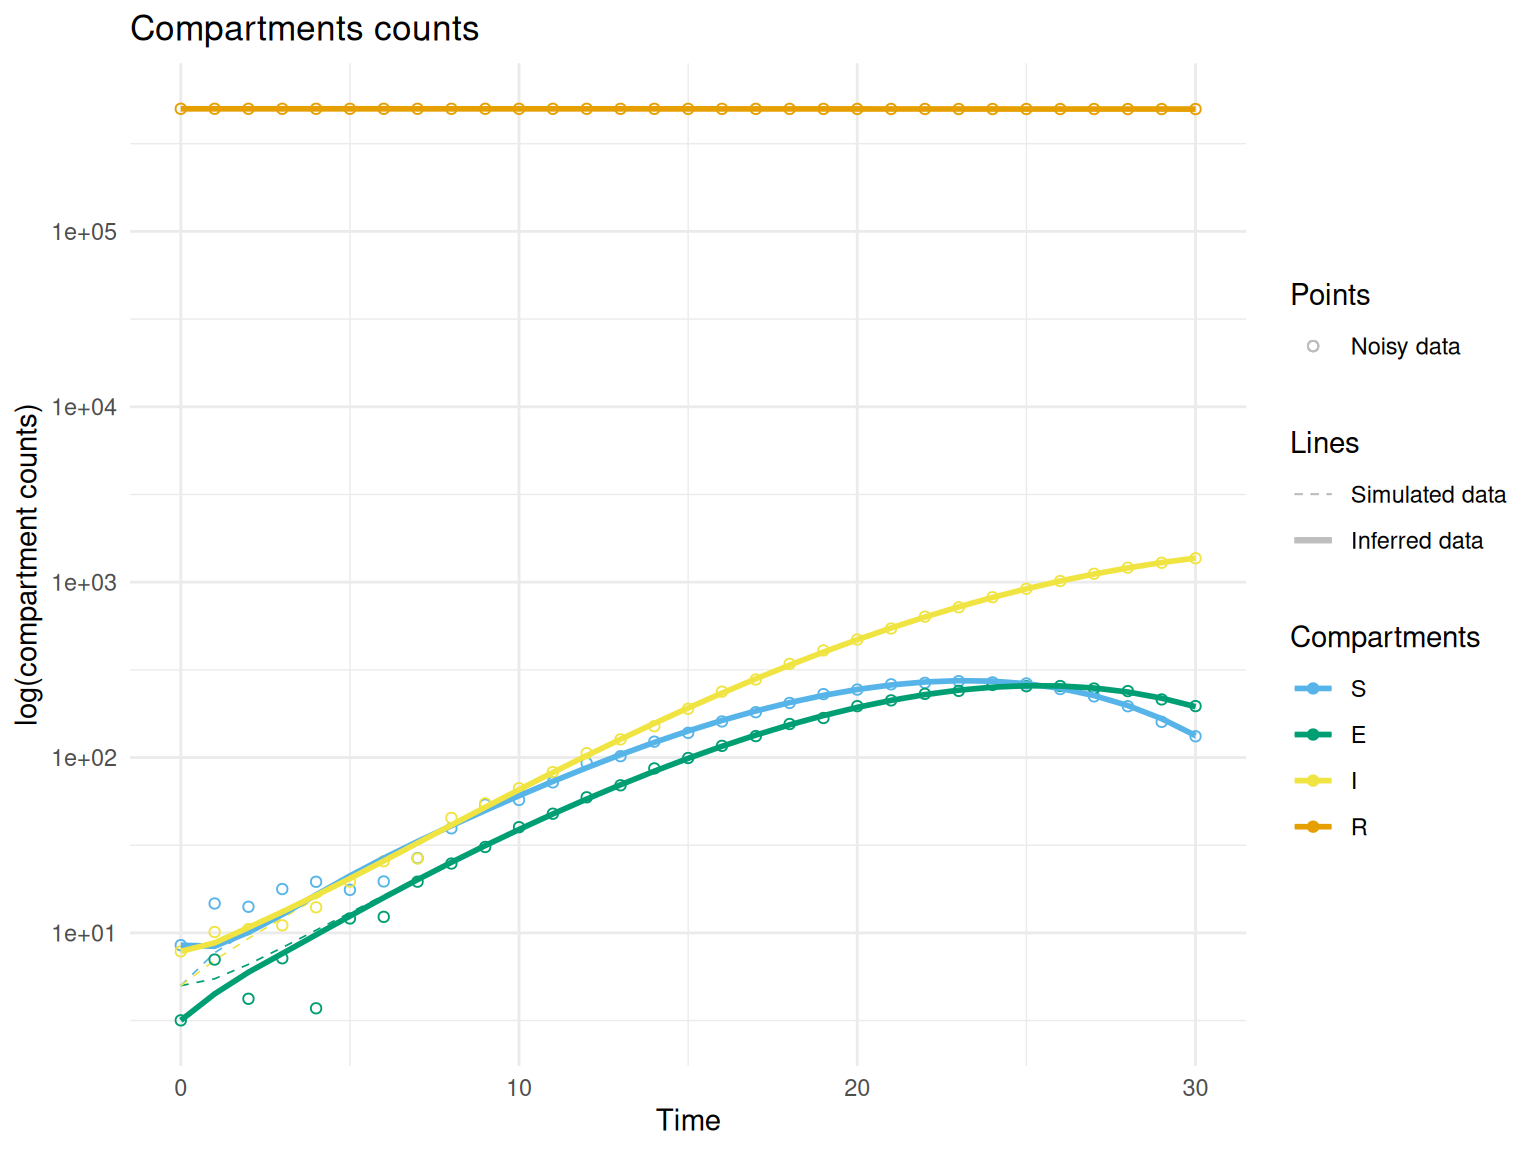 Compartments counts
log(compartment counts)
1e+05
1e+04
1e+03
1e+02
1e+01
0
10
20
30
Time
Points
Noisy data
Lines
Simulated data
Inferred data
Compartments
S
E
I
R